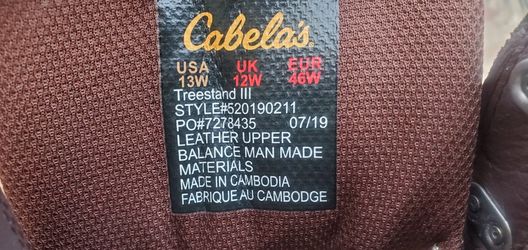 Cabela's.
USA UK EUR
13W 12W 46W
Treestand III
STYLE#520190211
PO#7278435 07/19
LEATHER UPPER
BALANCE MAN MADE
MATERIALS
MADE IN CAMBODIA
FABRIQUE AU CAMBODGE